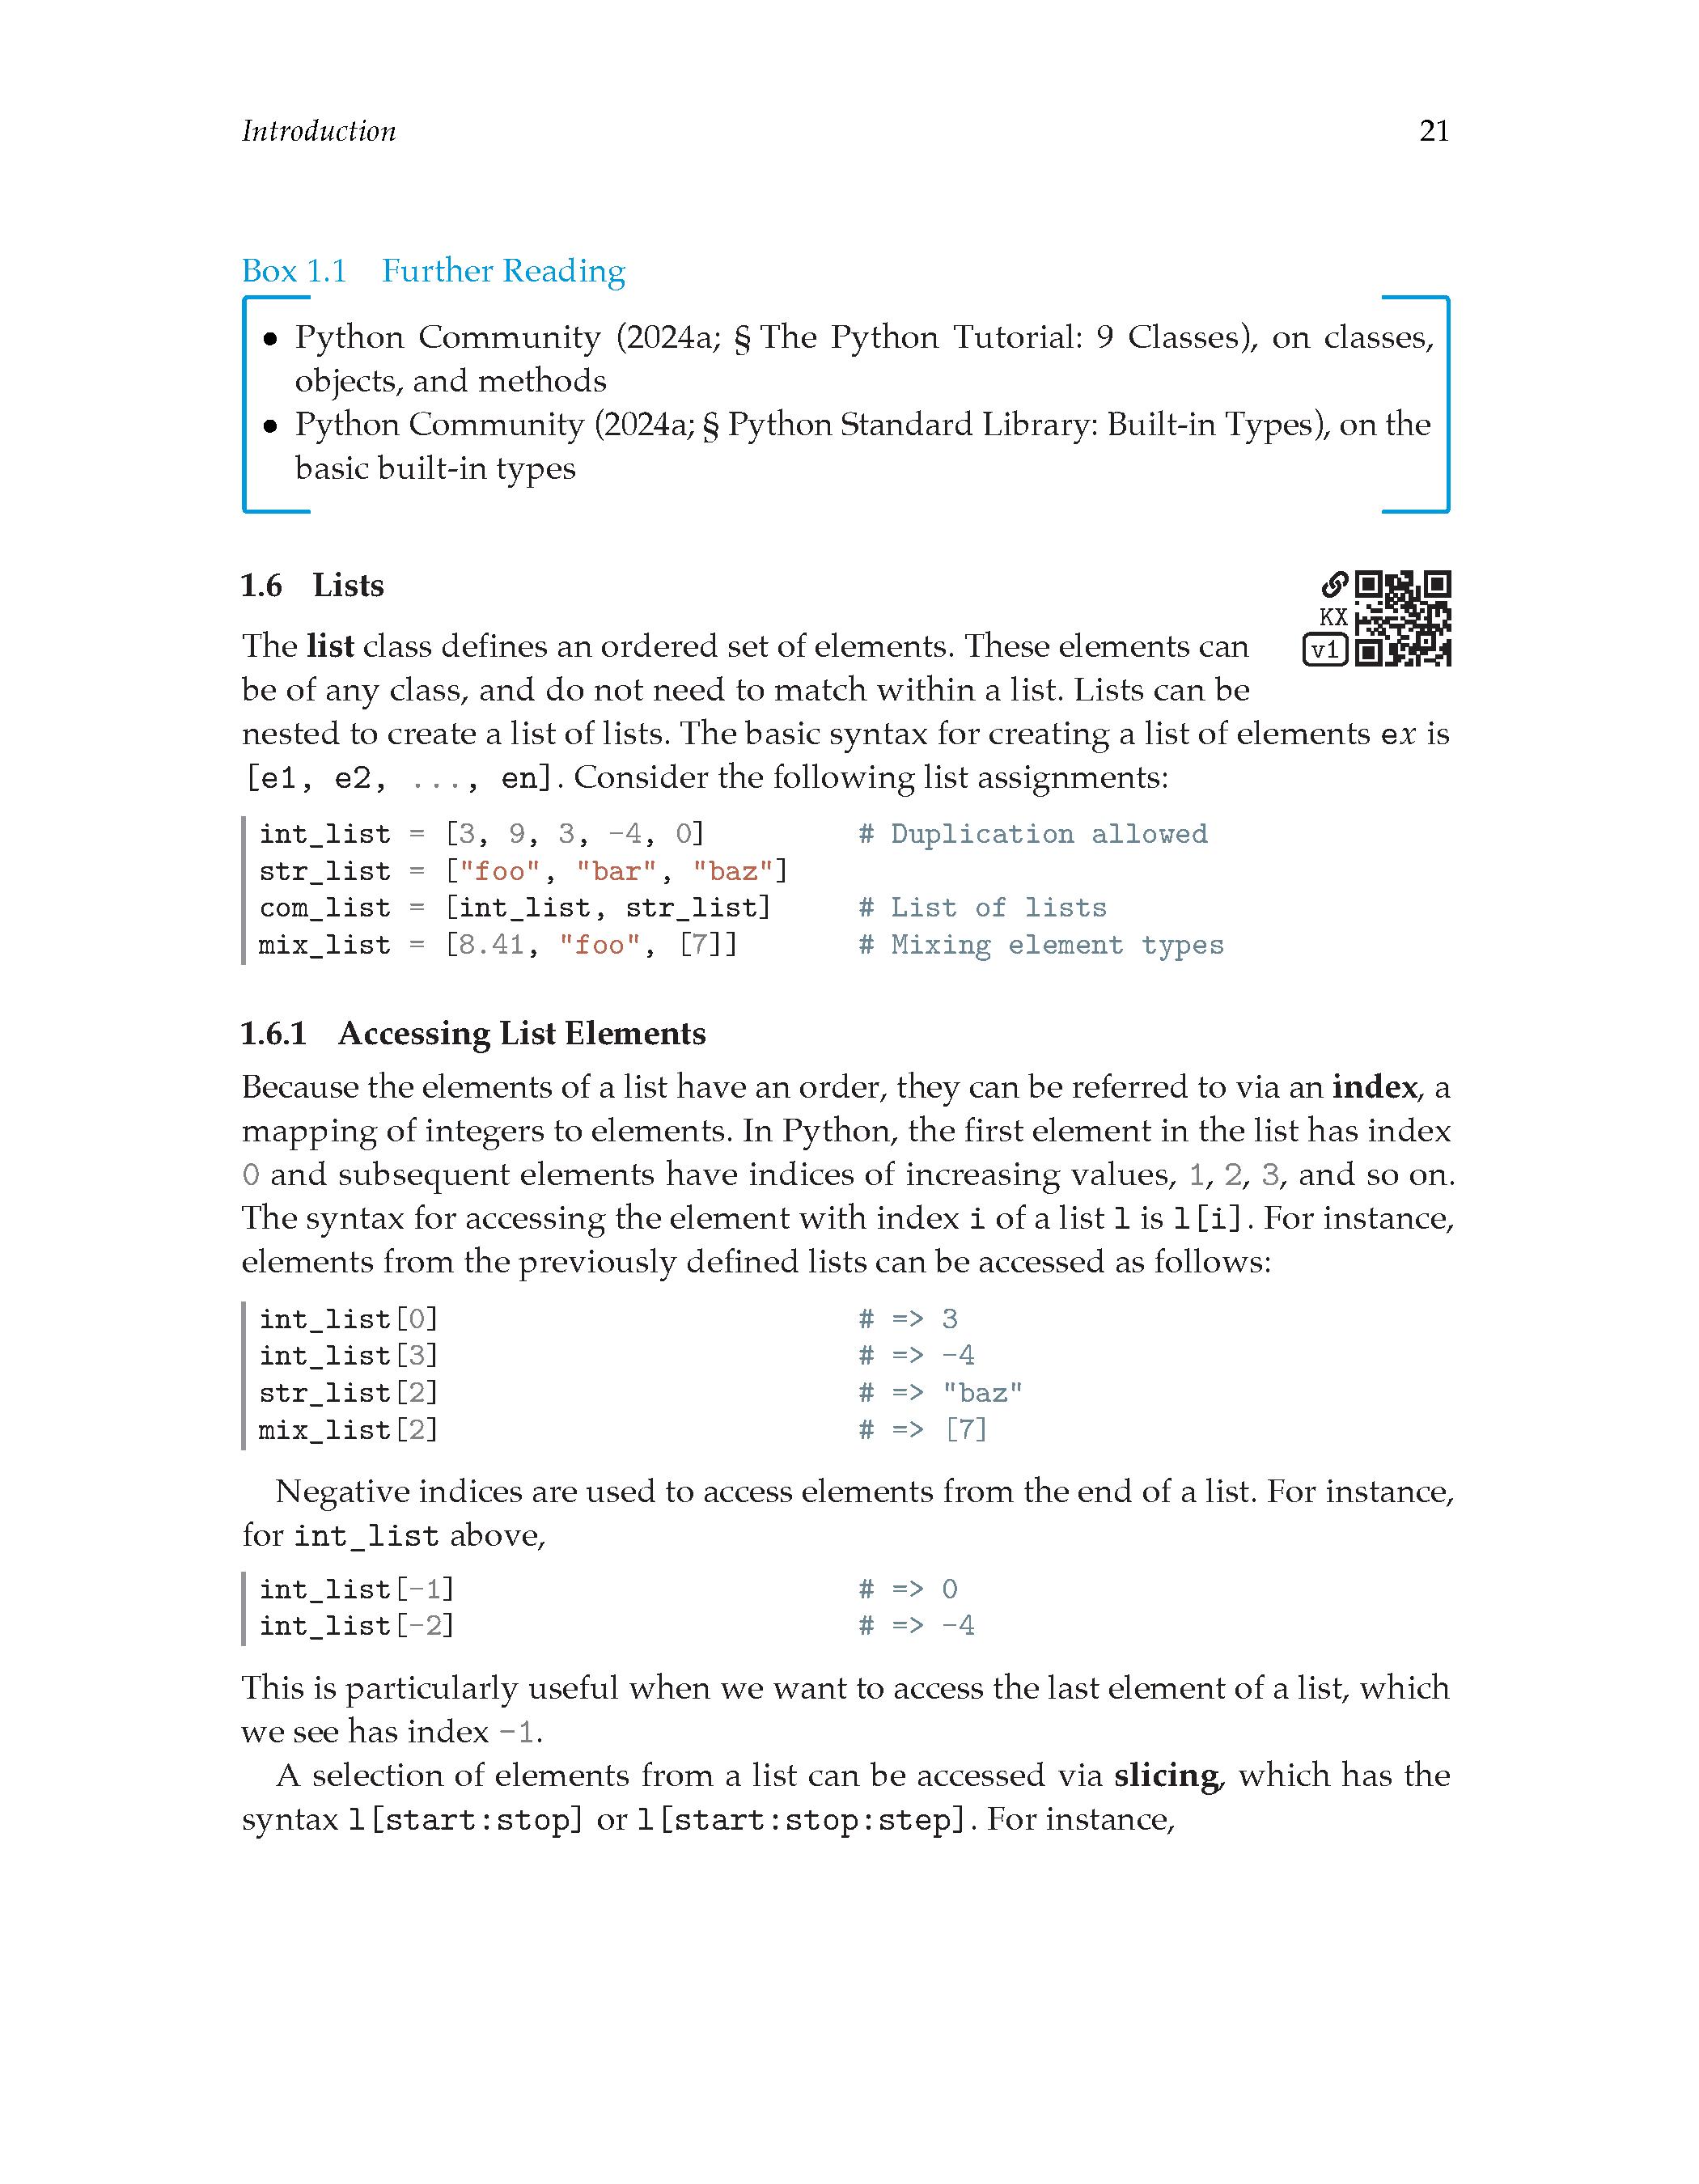 Introduction 21
Box 1.1 Further Reading
• Python Community (2024a; § The Python Tutorial: 9 Classes), on classes,
objects, and methods
• Python Community (2024a; § Python Standard Library: Built-in Types), on the
basic built-in types
1.6 Lists
KX
v1
The list class defines an ordered set of elements. These elements can
be of any class, and do not need to match within a list. Lists can be
nested to create a list of lists. The basic syntax for creating a list of elements ex is
[e1, e2, ..., en]. Consider the following list assignments:
int_list = [3, 9, 3, -4, 0] # Duplication allowed
str_list = ["foo", "bar", "baz"]
com_list = [int_list, str_list] # List of lists
mix_list = [8.41, "foo", [7]] # Mixing element types
1.6.1 Accessing List Elements
Because the elements of a list have an order, they can be referred to via an index, a
mapping of integers to elements. In Python, the first element in the list has index
0 and subsequent elements have indices of increasing values, 1, 2, 3, and so on.
The syntax for accessing the element with index i of a list l is l[i]. For instance,
elements from the previously defined lists can be accessed as follows:
int_list[0] # => 3
int_list[3] # => -4
str_list[2] # => "baz"
mix_list[2] # => [7]
Negative indices are used to access elements from the end of a list. For instance,
for int_list above,
int_list[-1] # => 0
int_list[-2] # => -4
This is particularly useful when we want to access the last element of a list, which
we see has index -1.
A selection of elements from a list can be accessed via slicing, which has the
syntax l[start:stop] or l[start:stop:step]. For instance,